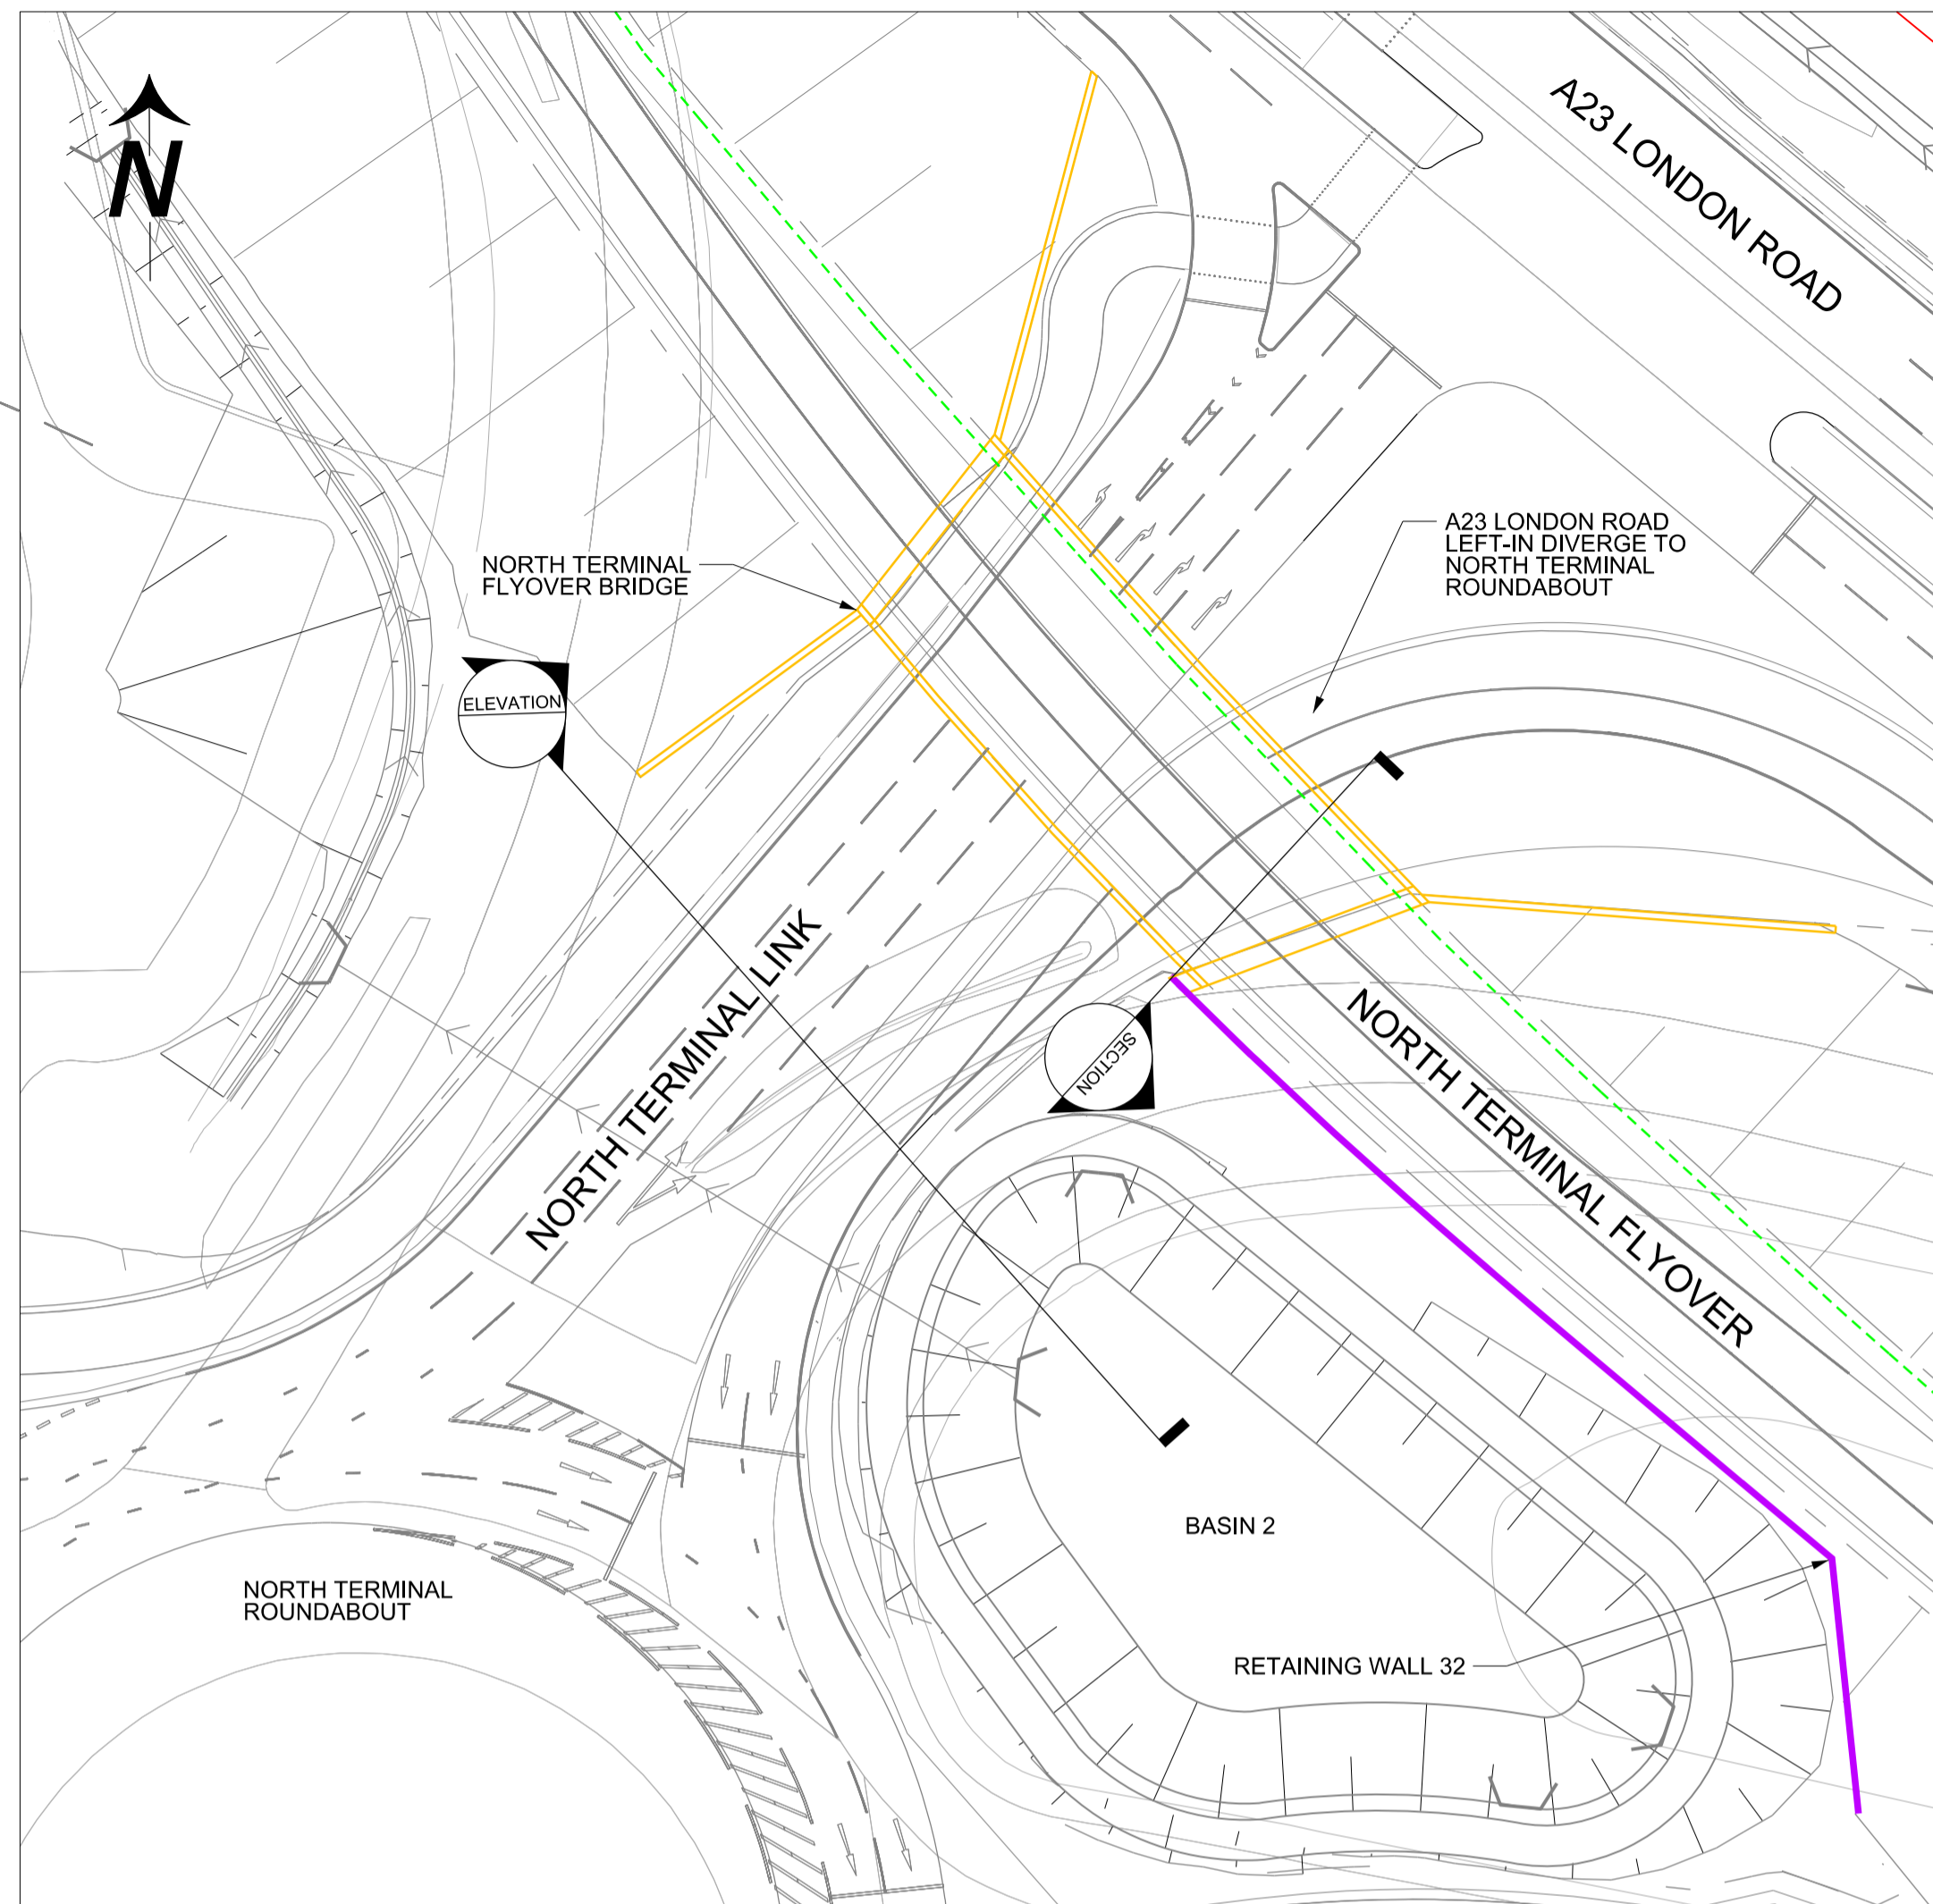 N
A23 LONDON ROAD
NORTH TERMINAL
FLYOVER BRIDGE
A23 LONDON ROAD
LEFT-IN DIVERGE TO
NORTH TERMINAL
ROUNDABOUT
ELEVATION
NORTH TERMINAL LINK
SECTION
NORTH TERMINAL FLYOVER
BASIN 2
NORTH TERMINAL
ROUNDABOUT
RETAINING WALL 32